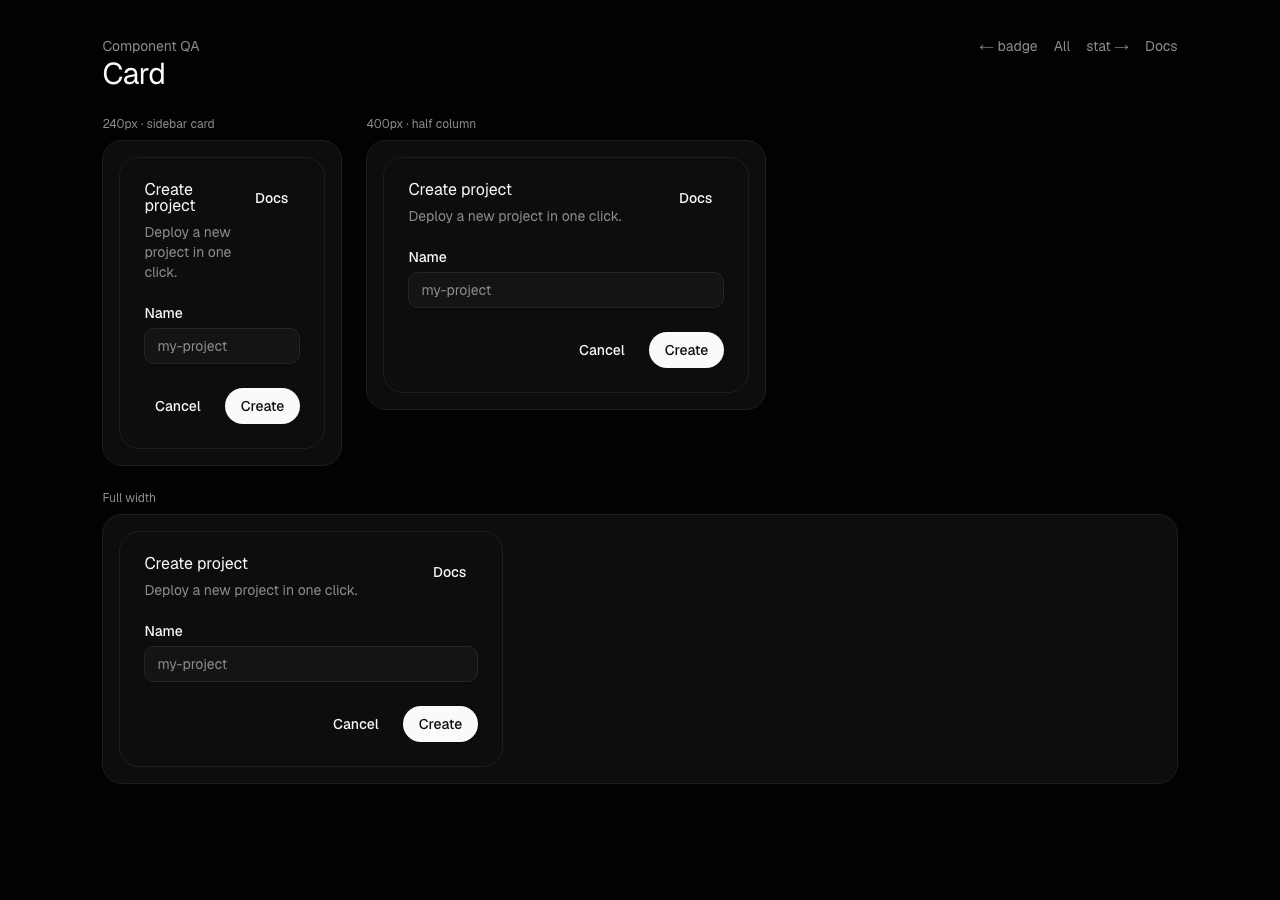 Component QA
← badge All stat → Docs
Card
240px · sidebar card
Create
project
Docs
Deploy a new
project in one
click.
Name
my-project
Cancel Create
400px · half column
Create project
Docs
Deploy a new project in one click.
Name
my-project
Cancel Create
Full width
Create project
Docs
Deploy a new project in one click.
Name
my-project
Cancel Create